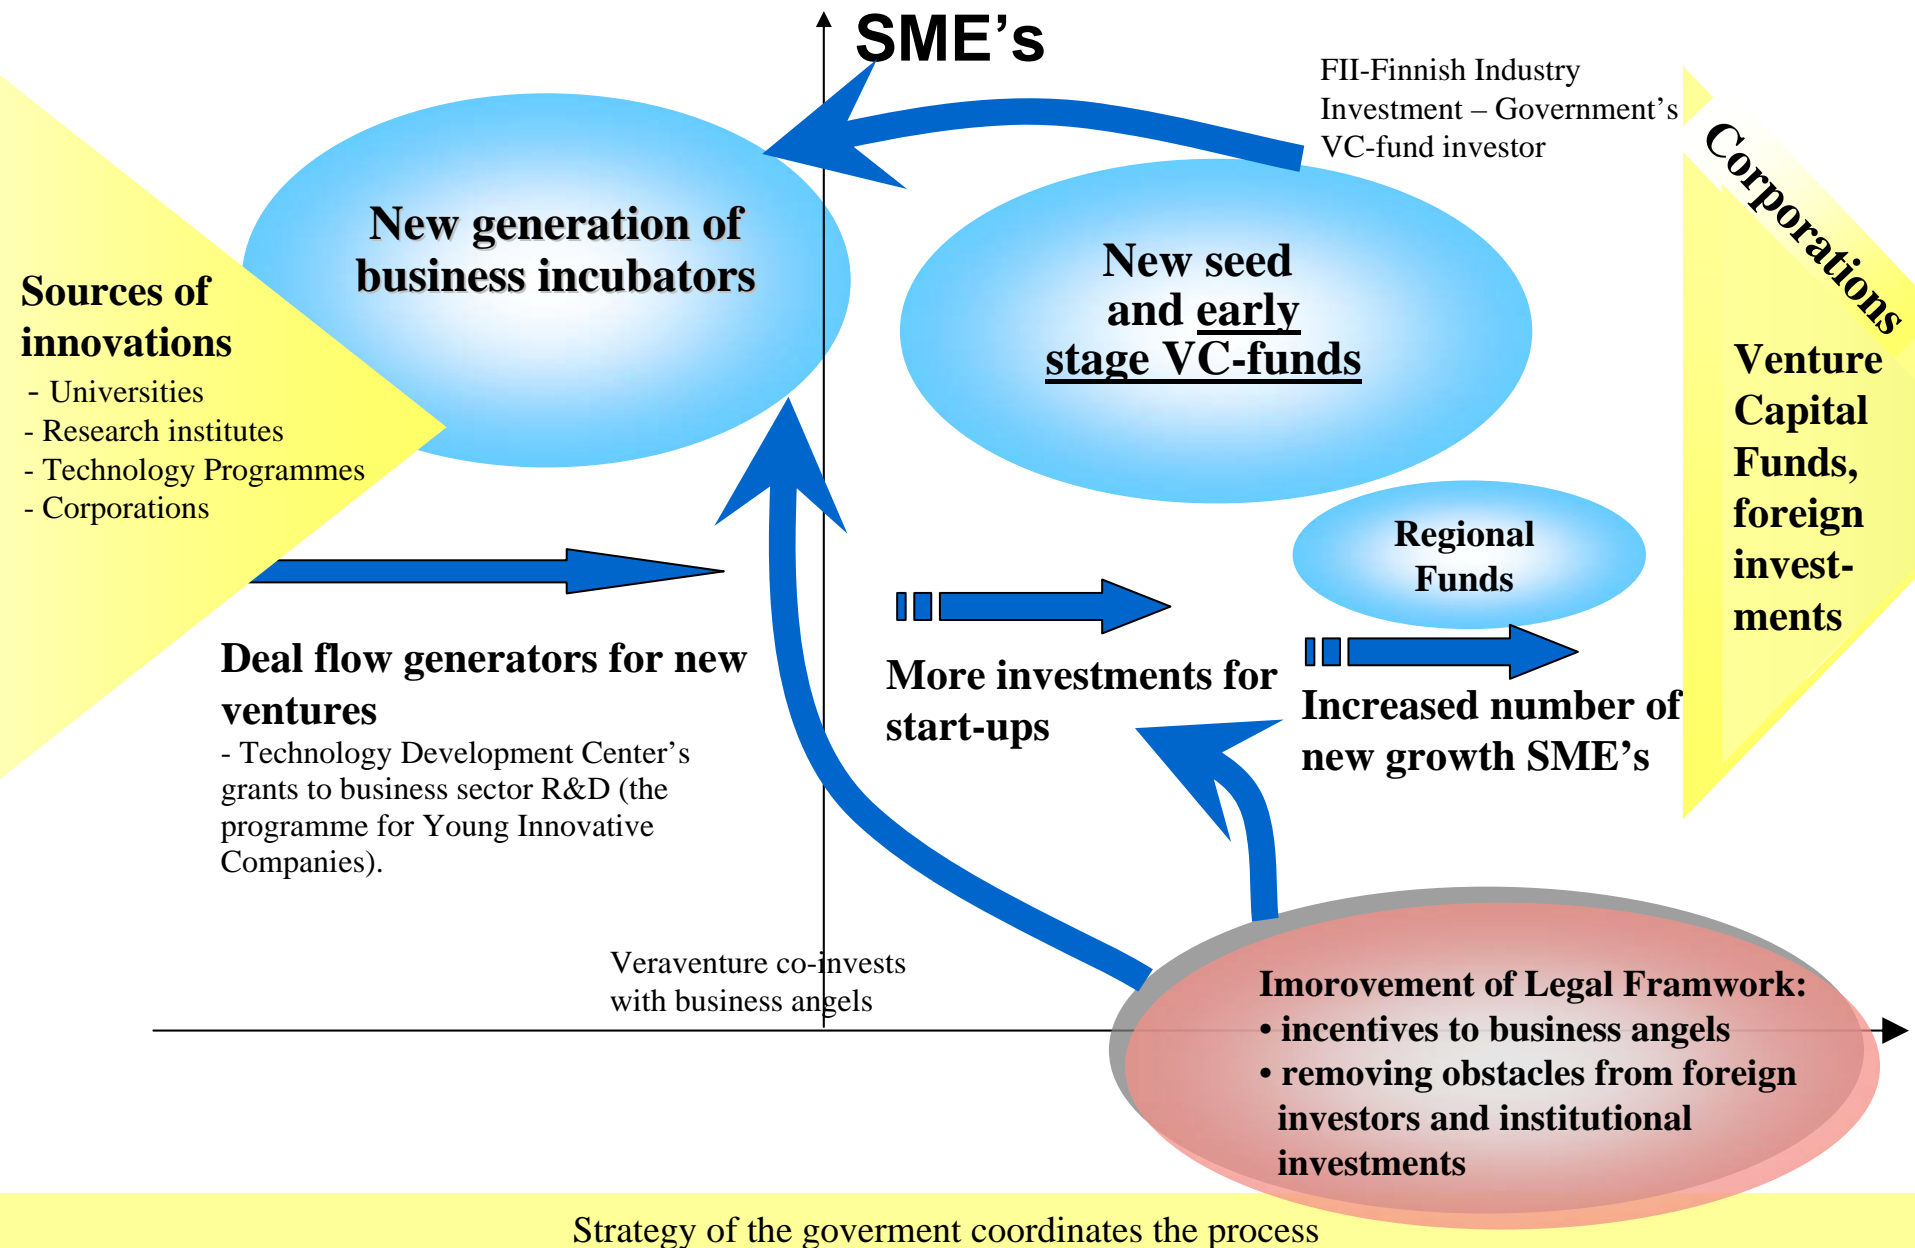 SME’s
FII-Finnish Industry
Investment – Government’s
VC-fund investor
Corporations
New generation of
business incubators
New seed
and early
stage VC-funds
Sources of
innovations
- Universities
- Research institutes
- Technology Programmes
- Corporations
Venture
Capital
Funds,
foreign
invest-
ments
Regional
Funds
Deal flow generators for new
ventures
- Technology Development Center’s
grants to business sector R&D (the
programme for Young Innovative
Companies).
More investments for
start-ups
Increased number of
new growth SME’s
Veraventure co-invests
with business angels
Imorovement of Legal Framwork:
• incentives to business angels
• removing obstacles from foreign
investors and institutional
investments
Strategy of the goverment coordinates the process